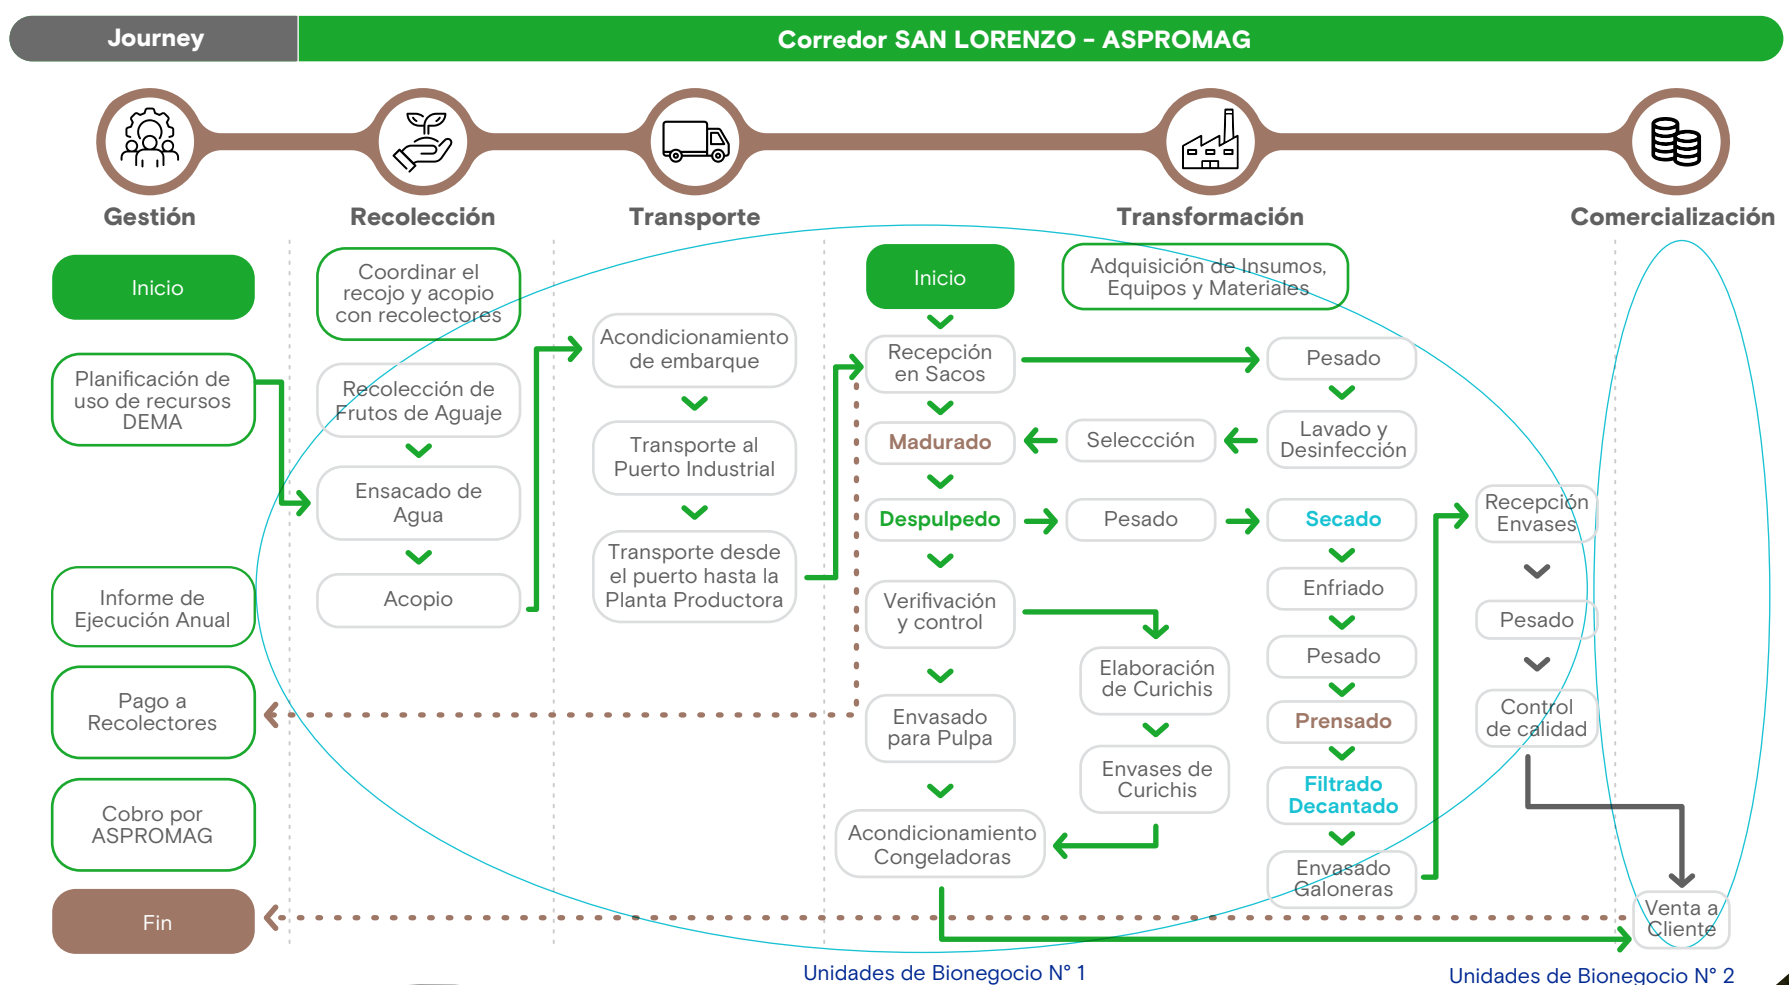 Journey
Corredor SAN LORENZO - ASPROMAG
Gestión
Recolección
Transporte
Transformación
Comercialización
Inicio
Planificación de
uso de recursos
DEMA
Informe de
Ejecución Anual
Pago a
Recolectores
Cobro por
ASPROMAG
Fin
Coordinar el
recojo y acopio
con recolectores
Recolección de
Frutos de Aguaje
Ensacado de
Agua
Acopio
Acondicionamiento
de embarque
Transporte al
Puerto Industrial
Transporte desde
el puerto hasta la
Planta Productora
Inicio
Adquisición de Insumos,
Equipos y Materiales
Recepción
en Sacos
Pesado
Lavado y
Desinfección
Seleccción
Madurado
Despulpedo
Pesado
Secado
Verifivación
y control
Enfriado
Elaboración
de Curichis
Pesado
Envasado
para Pulpa
Prensado
Envases de
Curichis
Filtrado
Decantado
Acondicionamiento
Congeladoras
Envasado
Galoneras
Recepción
Envases
Pesado
Control
de calidad
Venta a
Cliente
Unidades de Bionegocio N° 1
Unidades de Bionegocio N° 2